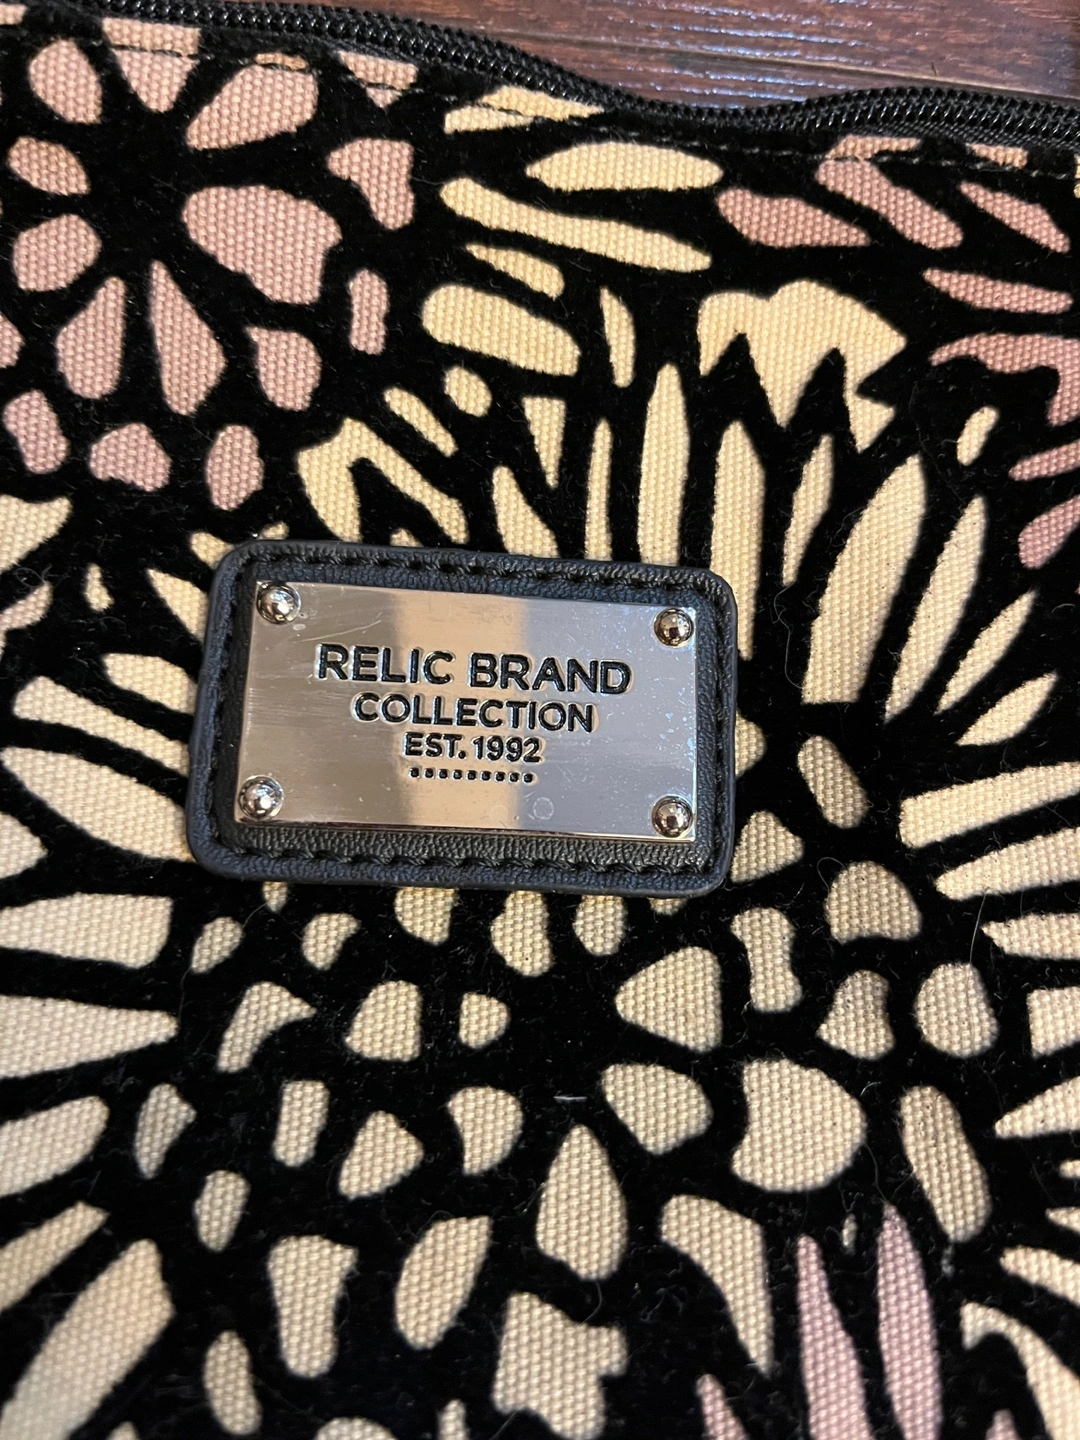 RELIC BRAND
COLLECTION
EST. 1992